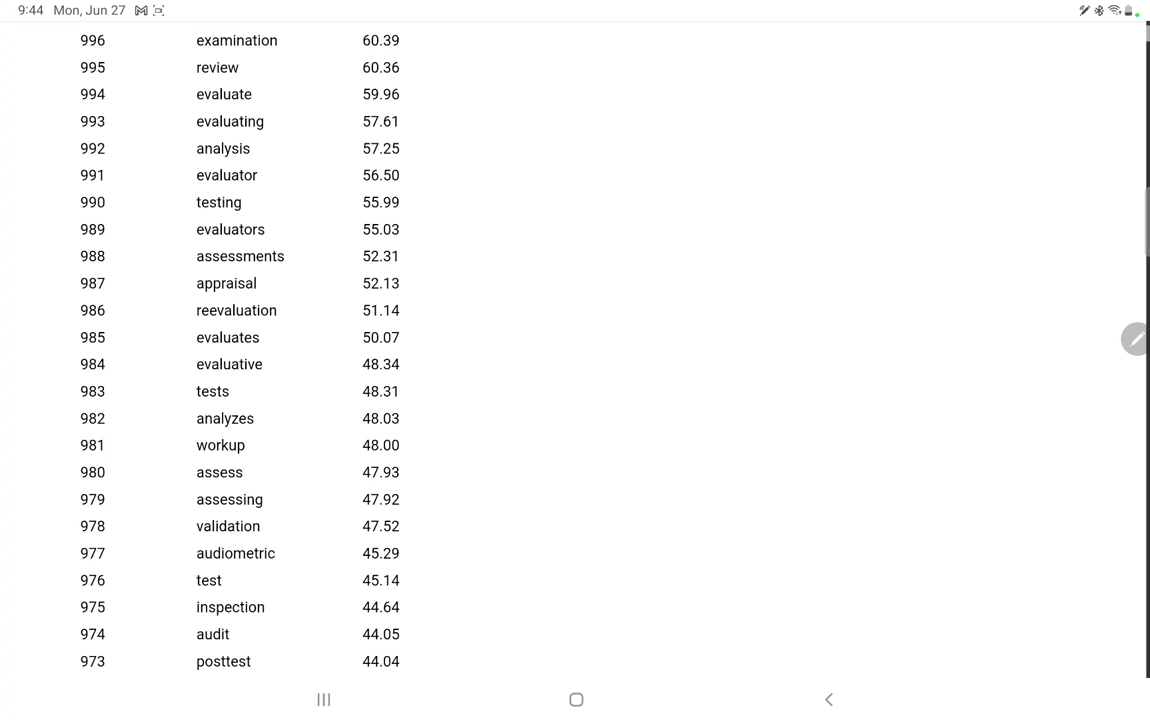 9:44 Mon, Jun 27
996 examination 60.39
995 review 60.36
994 evaluate 59.96
993 evaluating 57.61
992 analysis 57.25
991 evaluator 56.50
990 testing 55.99
989 evaluators 55.03
988 assessments 52.31
987 appraisal 52.13
986 reevaluation 51.14
985 evaluates 50.07
984 evaluative 48.34
983 tests 48.31
982 analyzes 48.03
981 workup 48.00
980 assess 47.93
979 assessing 47.92
978 validation 47.52
977 audiometric 45.29
976 test 45.14
975 inspection 44.64
974 audit 44.05
973 posttest 44.04